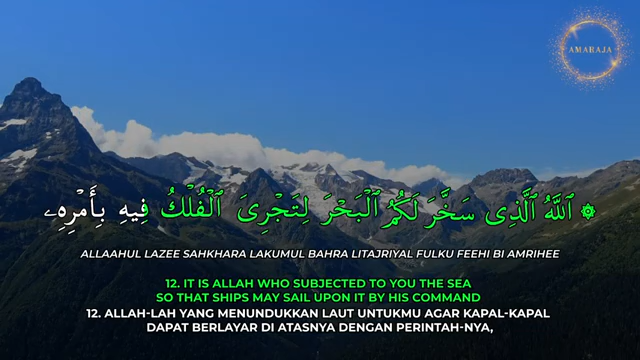 AMARAJA
۞ ٱللَّهُ ٱلَّذِى سَخَّرَ لَكُمُ ٱلْبَحْرَ لِتَجْرِىَ ٱلْفُلْكُ فِيهِ بِأَمْرِهِۦ
ALLAAHUL LAZEE SAHKHARA LAKUMUL BAHRA LITAJRIYAL FULKU FEEHI BI AMRIHEE
12. IT IS ALLAH WHO SUBJECTED TO YOU THE SEA
SO THAT SHIPS MAY SAIL UPON IT BY HIS COMMAND
12. ALLAH-LAH YANG MENUNDUKKAN LAUT UNTUKMU AGAR KAPAL-KAPAL
DAPAT BERLAYAR DI ATASNYA DENGAN PERINTAH-NYA,